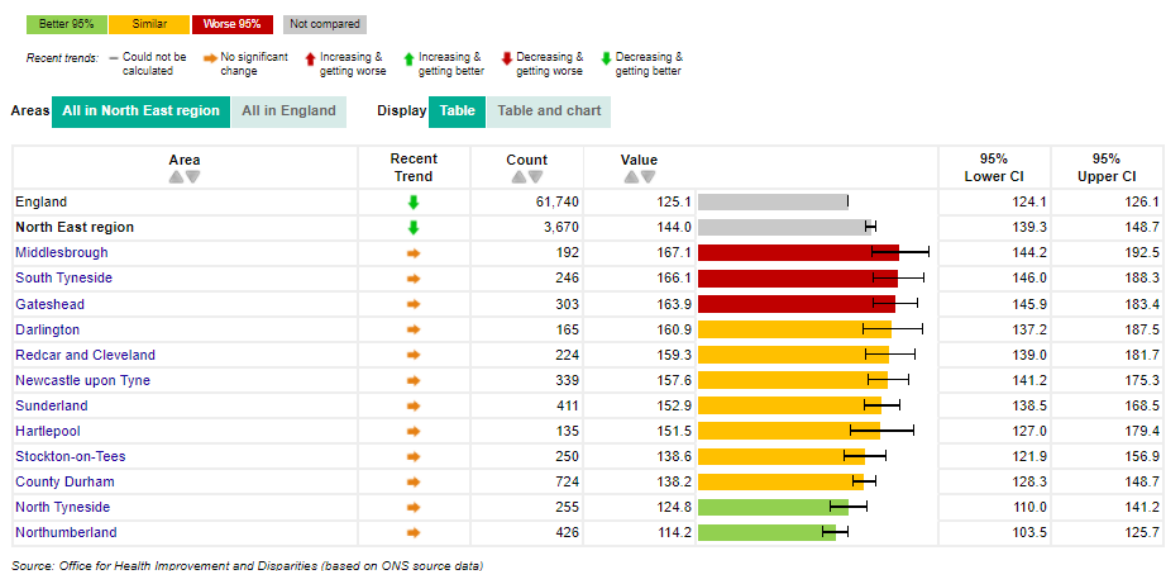 Better 95% Similar Worse 95% Not compared
Recent trends: Could not be calculated No significant change Increasing & getting worse Increasing & getting better Decreasing & getting worse Decreasing & getting better
Areas All in North East region All in England Display Table Table and chart
Area Recent Trend Count Value 95% Lower CI 95% Upper CI
England 61,740 125.1 124.1 126.1
North East region 3,670 144.0 139.3 148.7
Middlesbrough 192 167.1 144.2 192.5
South Tyneside 246 166.1 146.0 188.3
Gateshead 303 163.9 145.9 183.4
Darlington 165 160.9 137.2 187.5
Redcar and Cleveland 224 159.3 139.0 181.7
Newcastle upon Tyne 339 157.6 141.2 175.3
Sunderland 411 152.9 138.5 168.5
Hartlepool 135 151.5 127.0 179.4
Stockton-on-Tees 250 138.6 121.9 156.9
County Durham 724 138.2 128.3 148.7
North Tyneside 255 124.8 110.0 141.2
Northumberland 426 114.2 103.5 125.7
Source: Office for Health Improvement and Disparities (based on ONS source data)